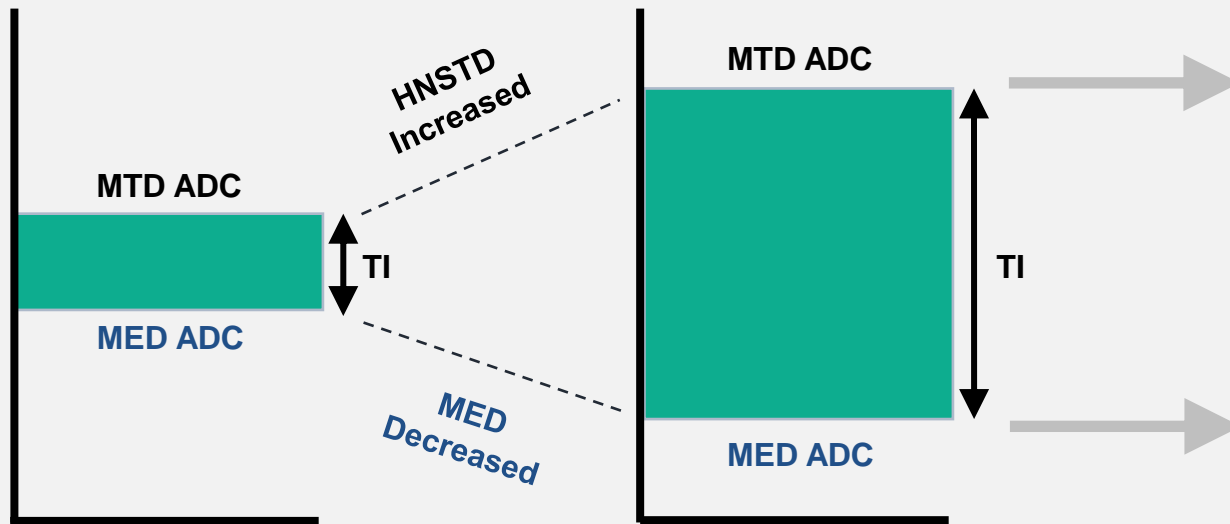 MTD ADC
TI
MED ADC
HNSTD
Increased
MED
Decreased
MTD ADC
TI
MED ADC